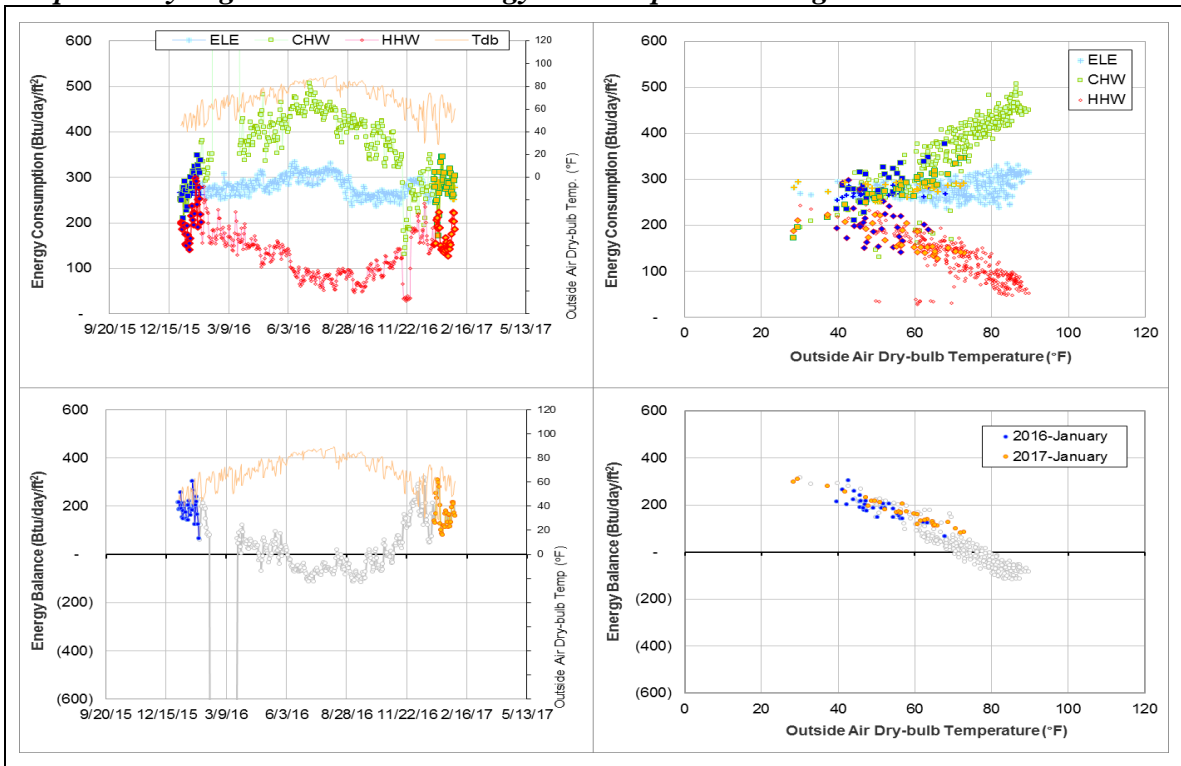 ELE CHW HHW Tdb
Energy Consumption (Btu/day/ft²)
600
500
400
300
200
100
-
120
100
80
60
40
20
0
Outside Air Dry-bulb Temp. (°F)
9/20/15 12/15/15 3/9/16 6/3/16 8/28/16 11/22/16 2/16/17 5/13/17
ELE
CHW
HHW
Energy Consumption (Btu/day/ft²)
600
500
400
300
200
100
-
0 20 40 60 80 100 120
Outside Air Dry-bulb Temperature (°F)
Energy Balance (Btu/day/ft²)
600
400
200
-
(200)
(400)
(600)
120
100
80
60
40
20
0
Outside Air Dry-bulb Temp (°F)
9/20/15 12/15/15 3/9/16 6/3/16 8/28/16 11/22/16 2/16/17 5/13/17
2016-January
2017-January
Energy Balance (Btu/day/ft²)
600
400
200
-
(200)
(400)
(600)
0 20 40 60 80 100 120
Outside Air Dry-bulb Temperature (°F)